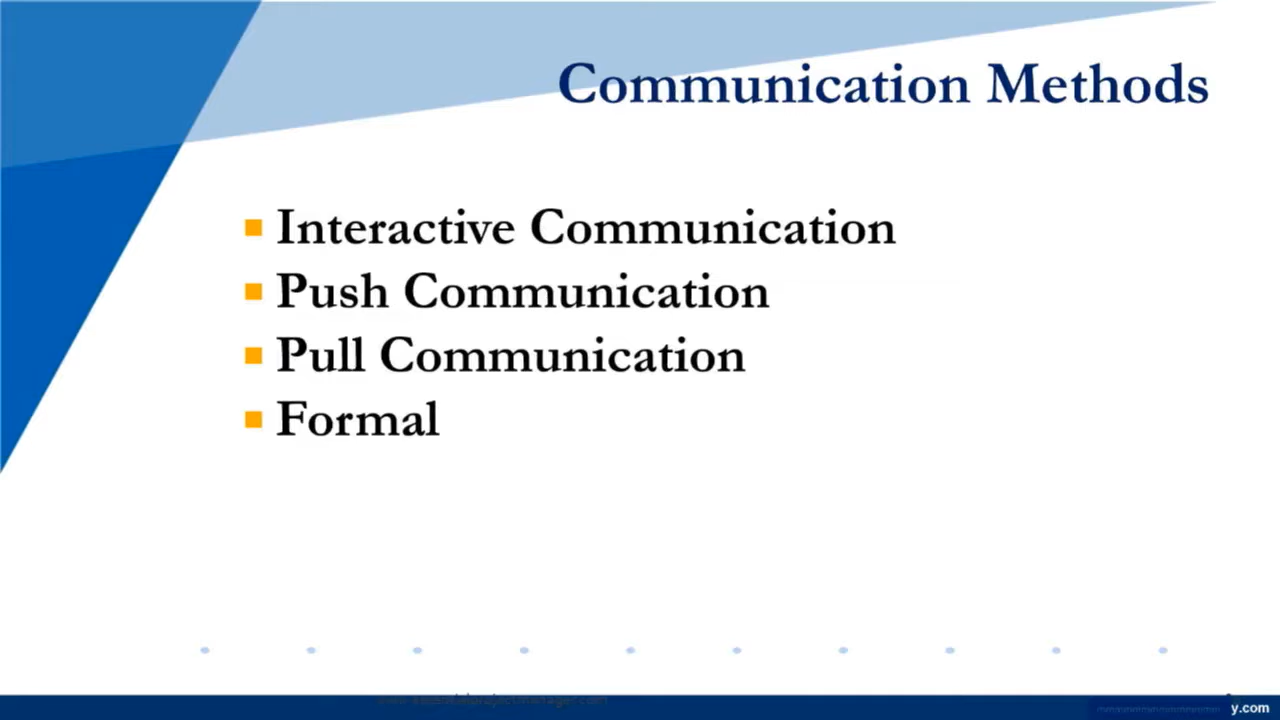 Communication Methods
Interactive Communication
Push Communication
Pull Communication
Formal
y.com